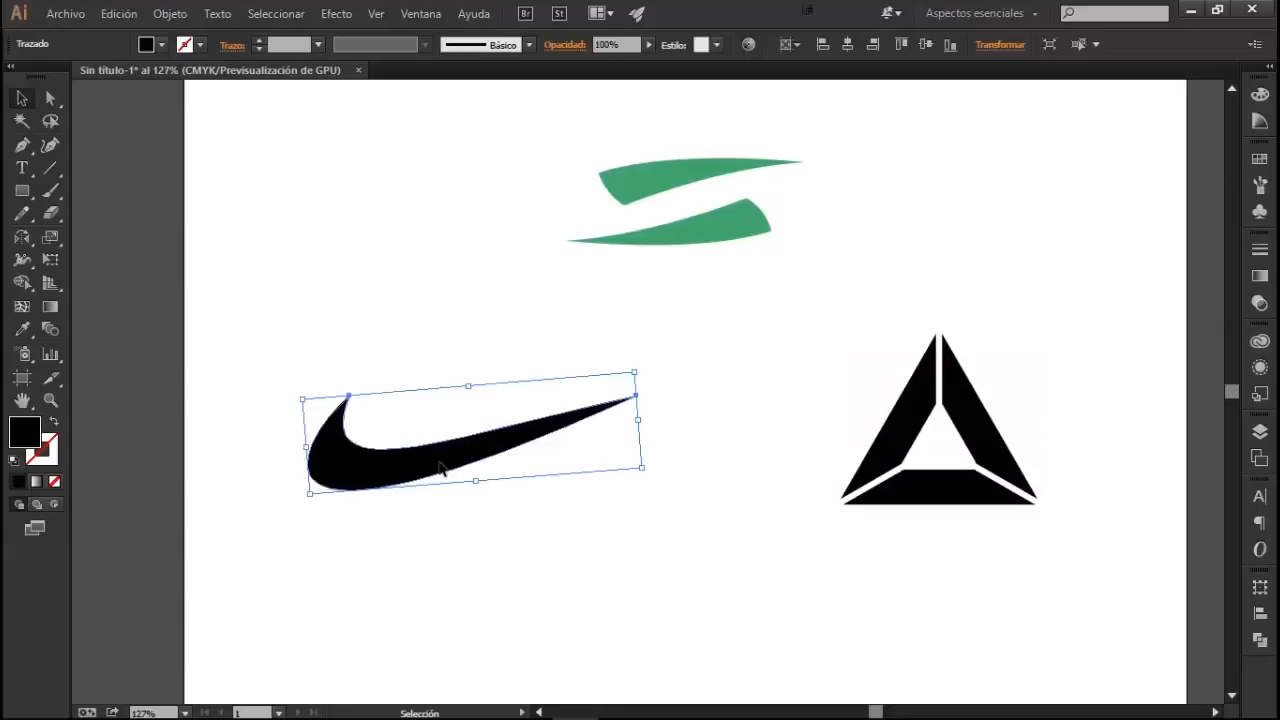 Ai Archivo Edición Objeto Texto Seleccionar Efecto Ver Ventana Ayuda Br St Aspectos esenciales
Trazado Trazo: Básico Opacidad: 100% Estilo: Transformar
Sin título-1* al 127% (CMYK/Previsualización de GPU) ×
127% 1 Selección